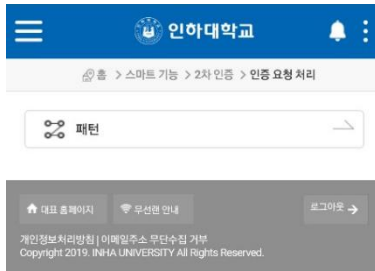 인하대학교
홈 > 스마트 기능 > 2차 인증 > 인증 요청 처리
패턴
대표 홈페이지 무선랜 안내 로그아웃
개인정보처리방침 | 이메일주소 무단수집 거부
Copyright 2019. INHA UNIVERSITY All Rights Reserved.